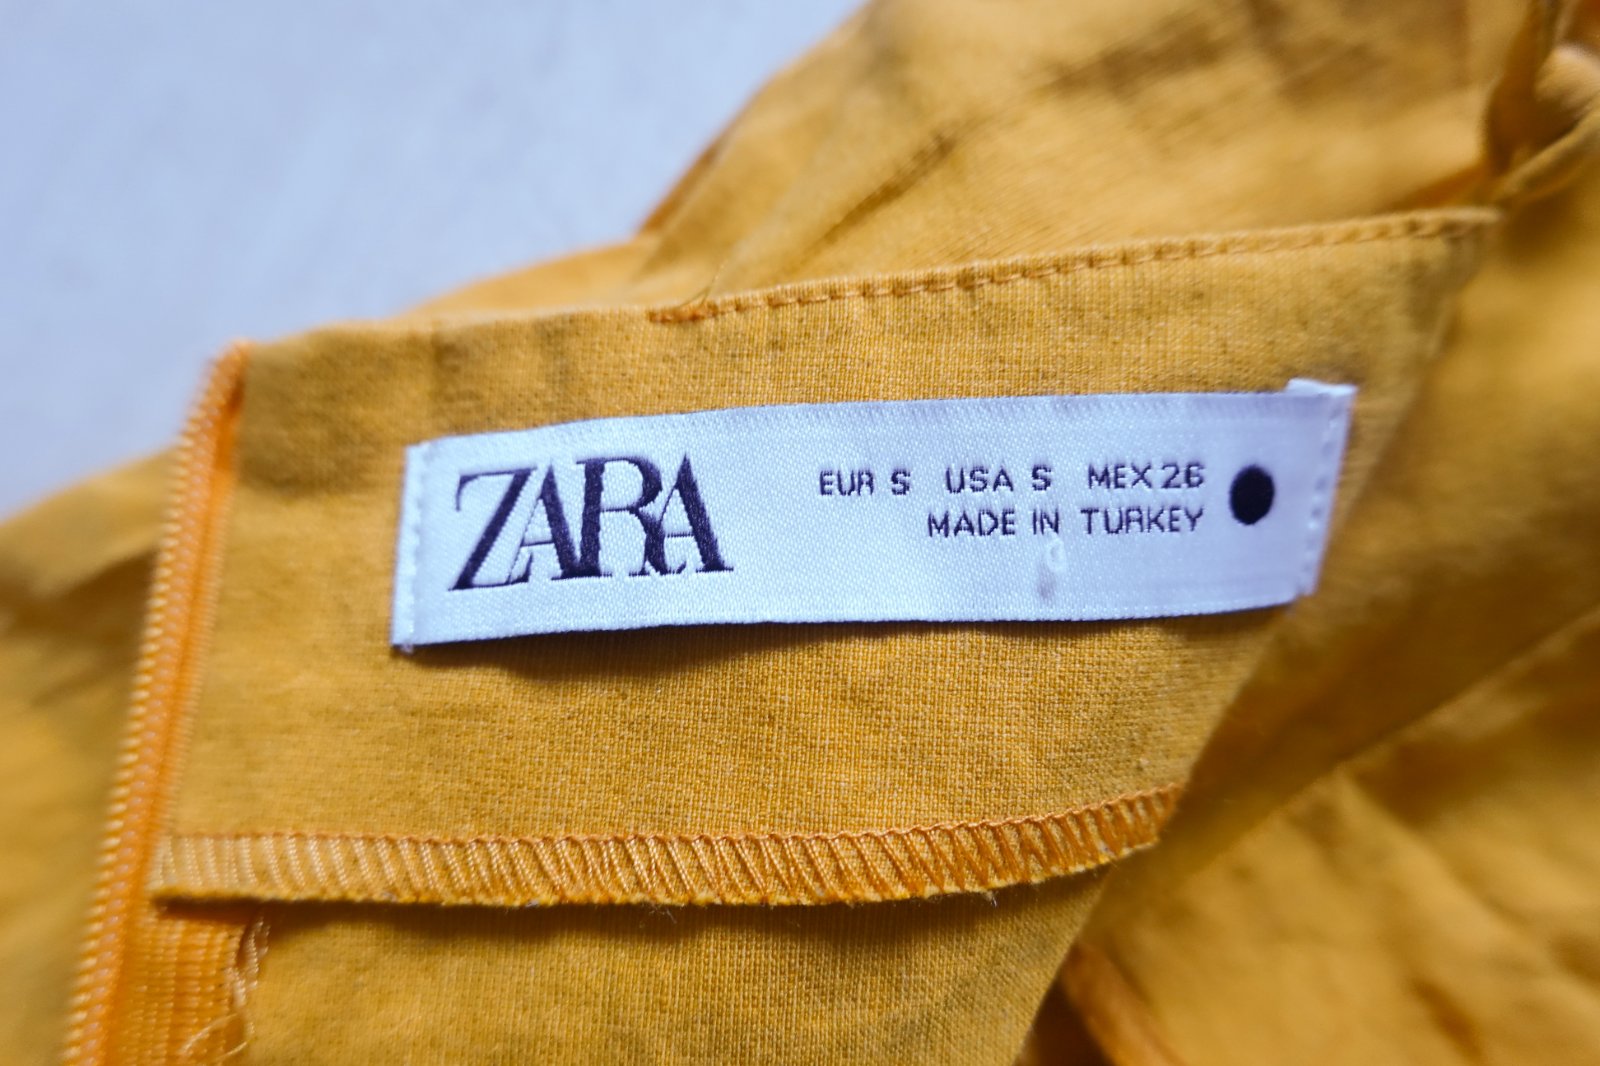 ZARA
EUR S USA S MEX 26
MADE IN TURKEY